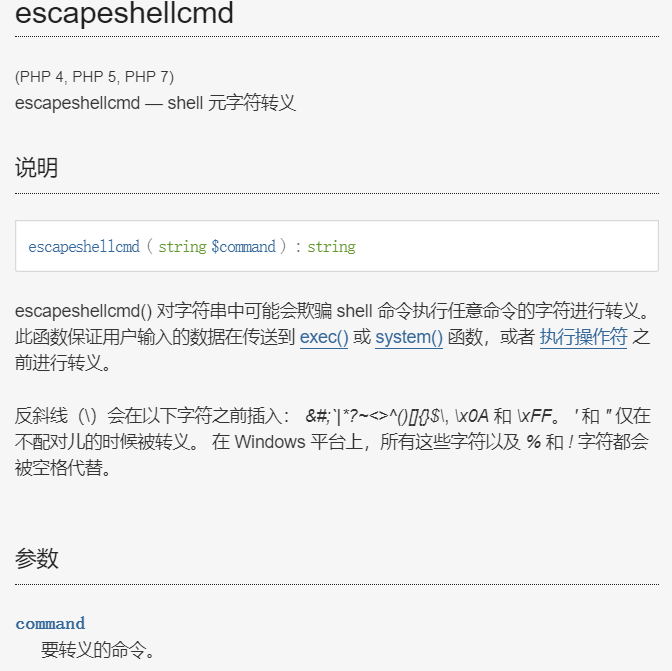 escapeshellcmd
(PHP 4, PHP 5, PHP 7)
escapeshellcmd — shell 元字符转义
说明
escapeshellcmd ( string $command ) : string
escapeshellcmd() 对字符串中可能会欺骗 shell 命令执行任意命令的字符进行转义。
此函数保证用户输入的数据在传送到 exec() 或 system() 函数，或者 执行操作符 之
前进行转义。
反斜线（\）会在以下字符之前插入： &#;`|*?~<>^()[]{}$\, \x0A 和 \xFF。 ' 和 " 仅在
不配对儿的时候被转义。 在 Windows 平台上，所有这些字符以及 % 和 ! 字符都会
被空格代替。
参数
command
要转义的命令。